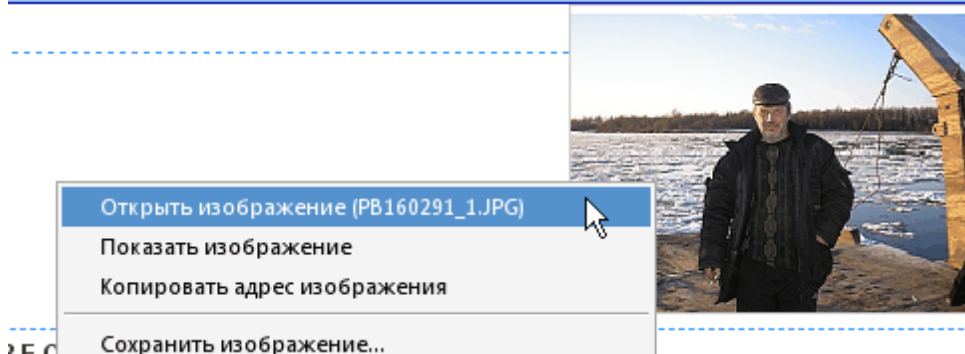 Открыть изображение (PB160291_1.JPG)
Показать изображение
Копировать адрес изображения
Сохранить изображение...